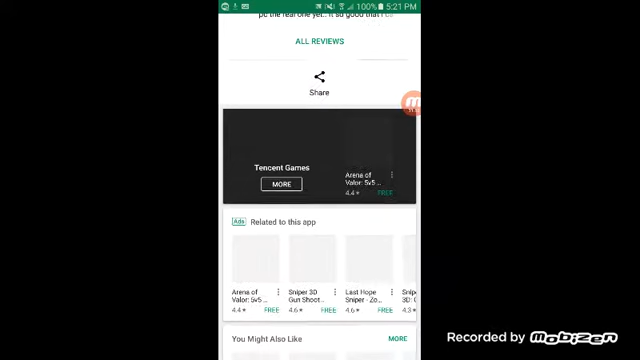 100% 5:21 PM
pc the real one yet.. It so good that I
ALL REVIEWS
Share
Tencent Games
MORE
Arena of
Valor: 5v5 ...
4.4★ FREE
Ads Related to this app
Arena of
Valor: 5v5 ...
4.4★ FREE
Sniper 3D
Gun Shoot...
4.6★ FREE
Last Hope
Sniper - Zo...
4.6★ FREE
3D:
4.3★
You Might Also Like MORE
Recorded by Mobizen